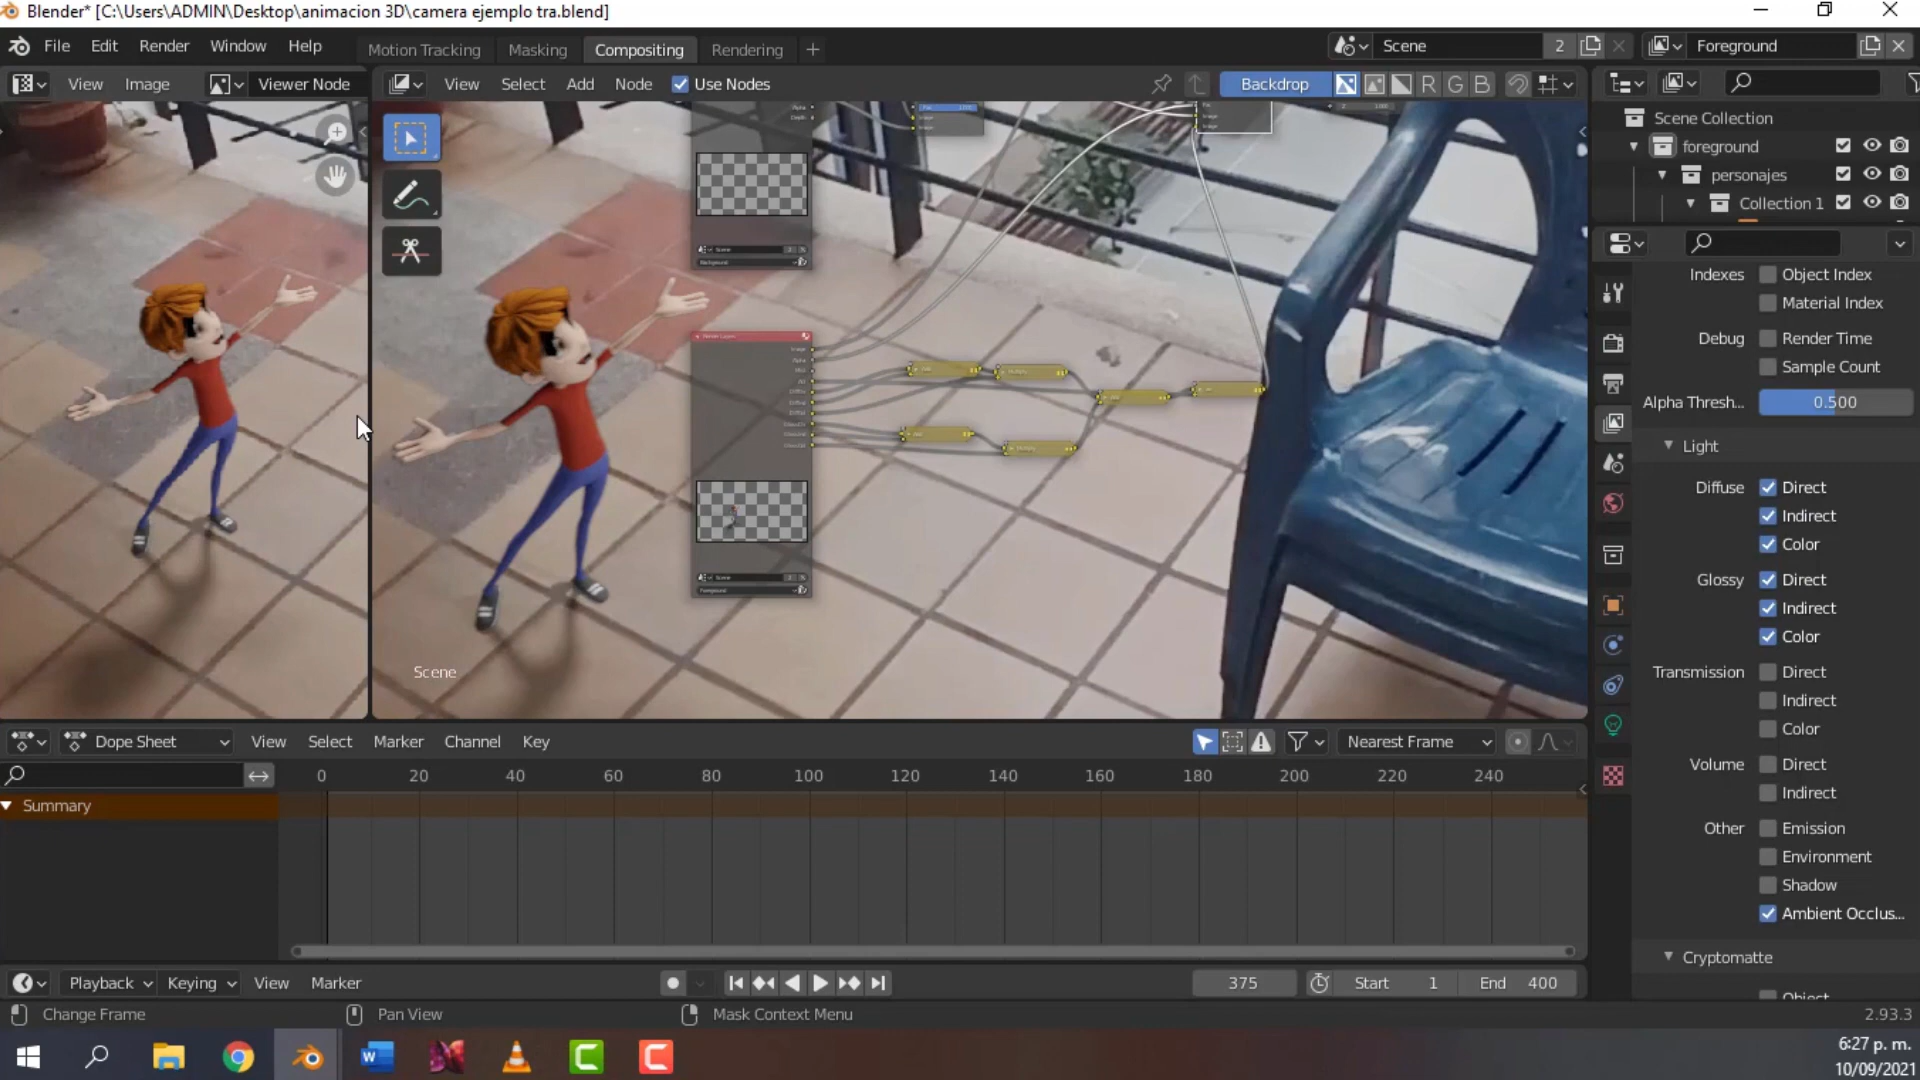 Blender* [C:\Users\ADMIN\Desktop\animacion 3D\camera ejemplo tra.blend]
File Edit Render Window Help Motion Tracking Masking Compositing Rendering + Scene 2 Foreground
View Image Viewer Node View Select Add Node Use Nodes Backdrop R G B
Scene Collection
foreground
personajes
Collection 1
Indexes Object Index
Material Index
Debug Render Time
Sample Count
Alpha Thresh... 0.500
Light
Diffuse Direct
Indirect
Color
Glossy Direct
Indirect
Color
Transmission Direct
Indirect
Color
Volume Direct
Indirect
Other Emission
Environment
Shadow
Ambient Occlus...
Cryptomatte
Object
Scene
Dope Sheet View Select Marker Channel Key Nearest Frame
0 20 40 60 80 100 120 140 160 180 200 220 240
Summary
Playback Keying View Marker 375 Start 1 End 400
Change Frame Pan View Mask Context Menu 2.93.3
6:27 p. m.
10/09/2021